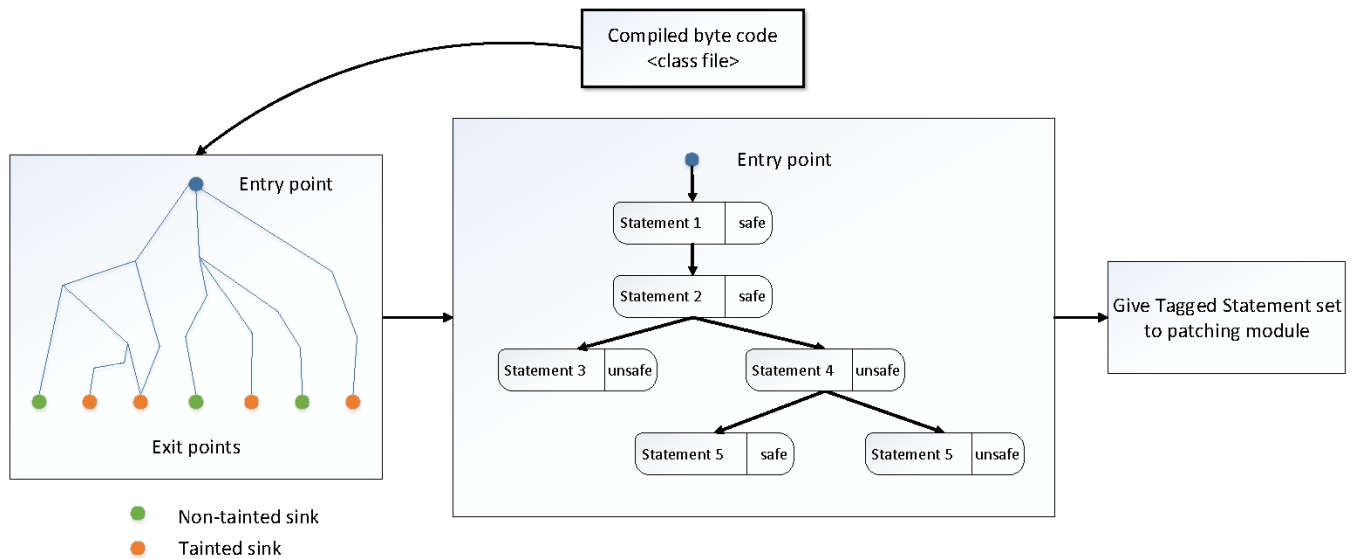 Compiled byte code
<class file>
Entry point
Exit points
Non-tainted sink
Tainted sink
Entry point
Statement 1 safe
Statement 2 safe
Statement 3 unsafe
Statement 4 unsafe
Statement 5 safe
Statement 5 unsafe
Give Tagged Statement set
to patching module